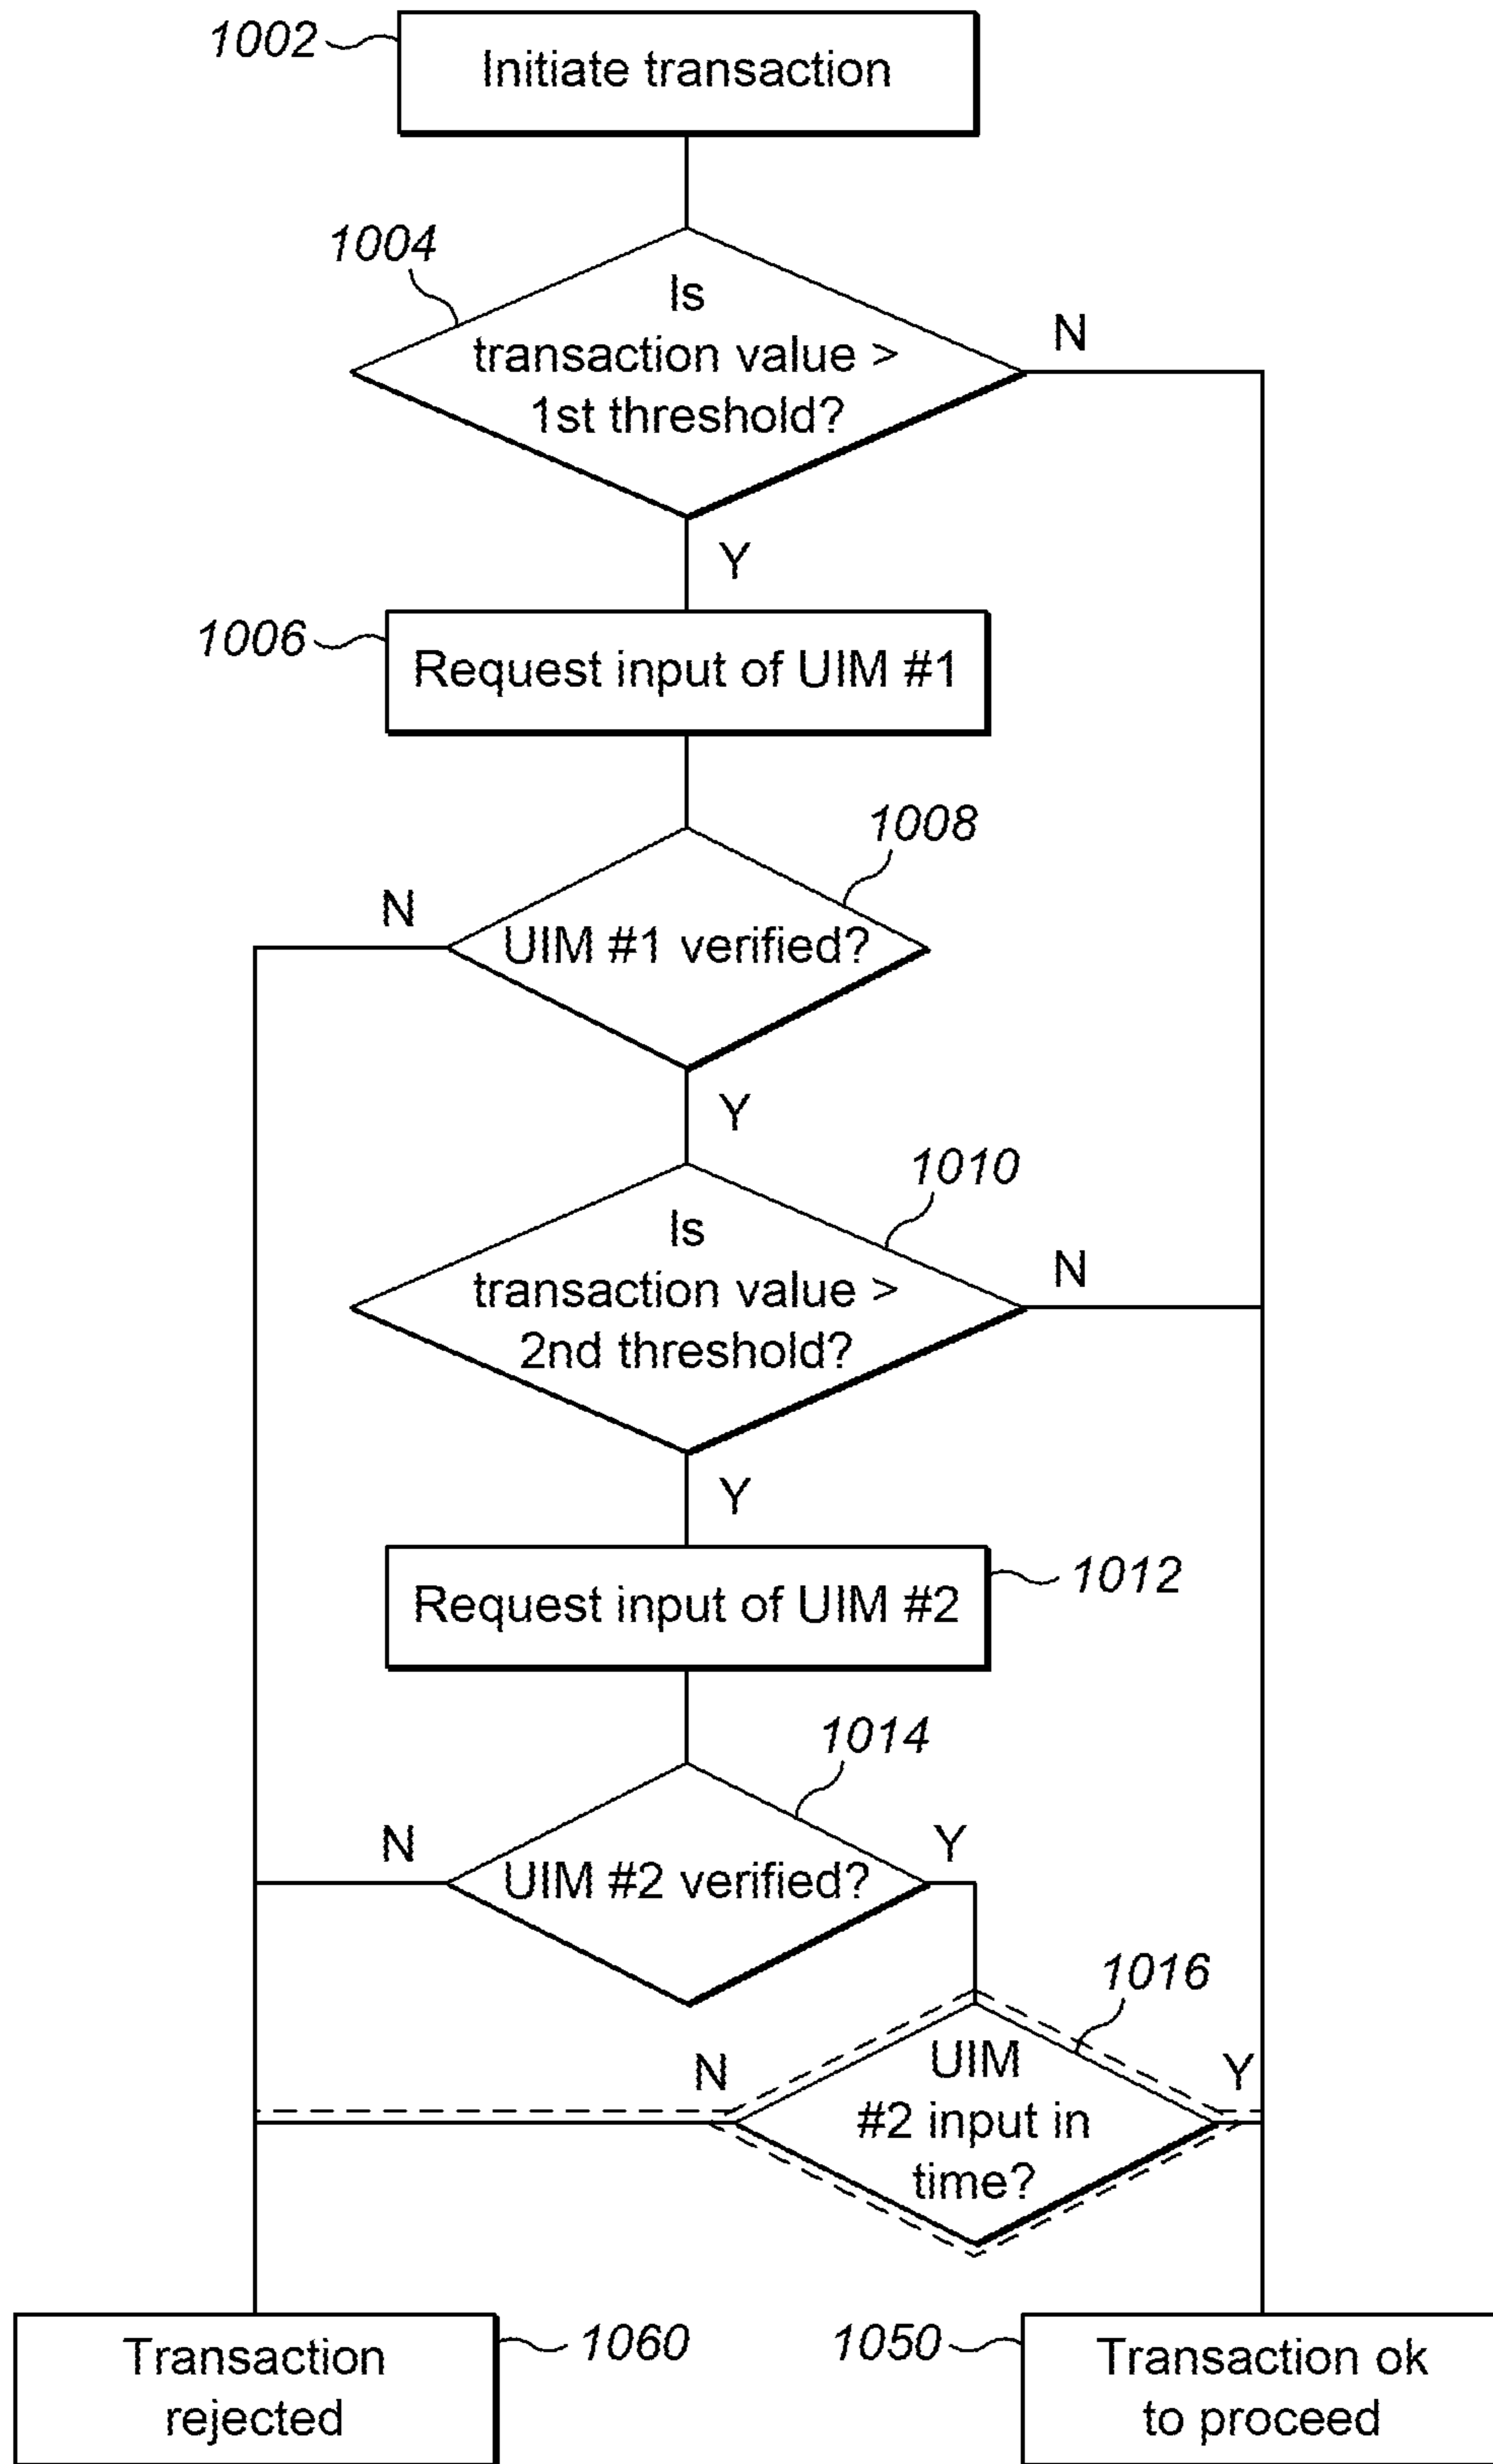 1002
Initiate transaction
1004
Is
transaction value >
1st threshold?
N
Y
1006
Request input of UIM #1
1008
N
UIM #1 verified?
Y
1010
Is
transaction value >
2nd threshold?
N
Y
Request input of UIM #2
1012
1014
N
UIM #2 verified?
Y
1016
N
UIM
#2 input in
time?
Y
Transaction
rejected
1060
1050
Transaction ok
to proceed